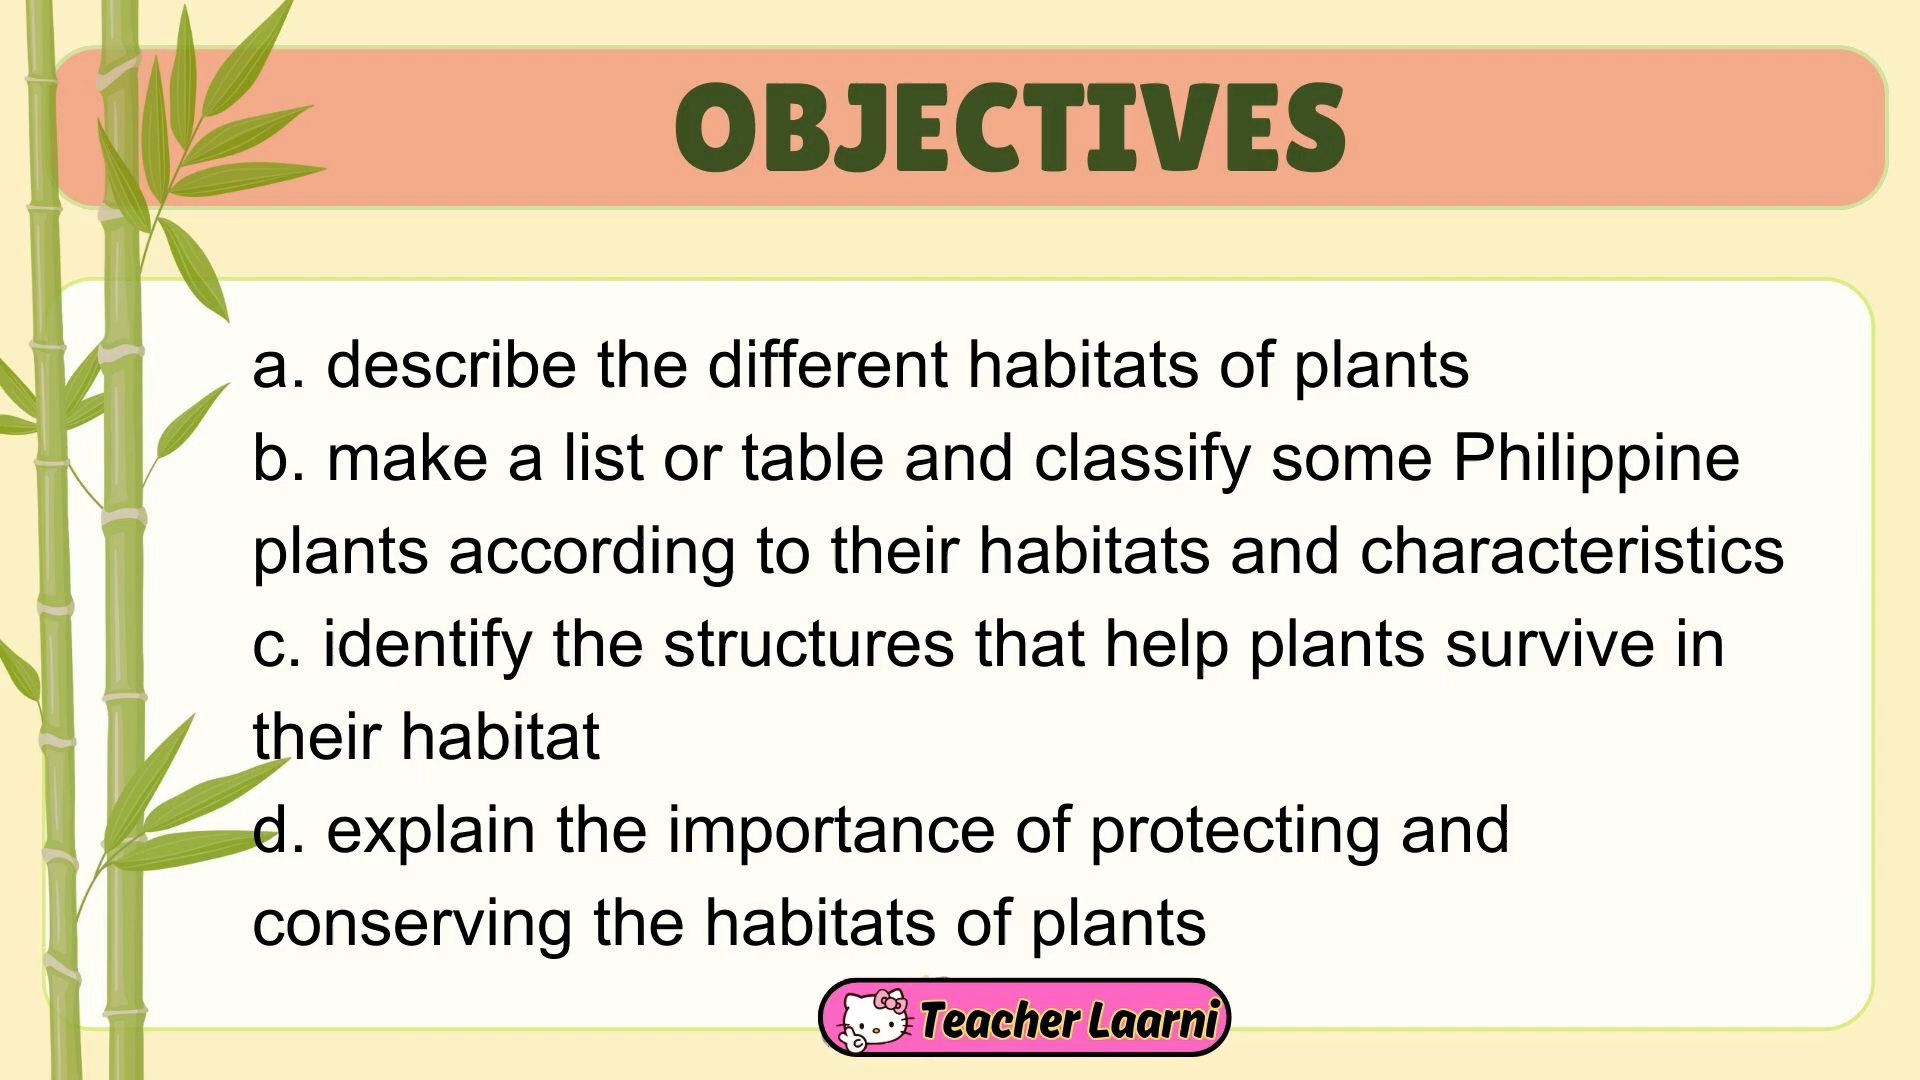 OBJECTIVES
a. describe the different habitats of plants
b. make a list or table and classify some Philippine
plants according to their habitats and characteristics
c. identify the structures that help plants survive in
their habitat
d. explain the importance of protecting and
conserving the habitats of plants
Teacher Laarni